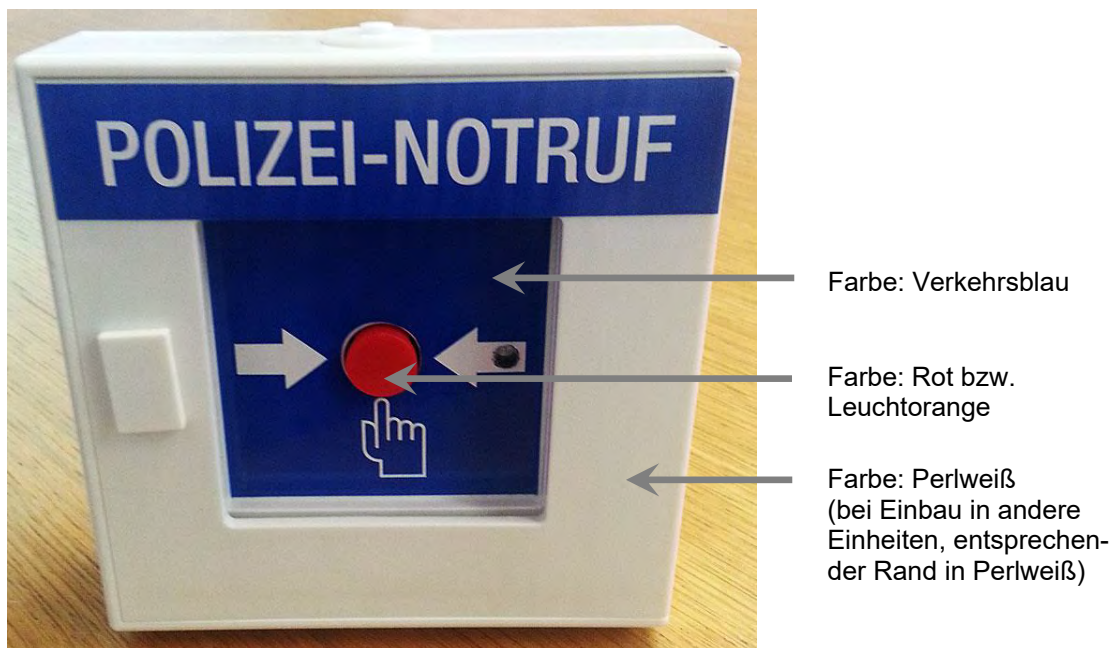 POLIZEI-NOTRUF
Farbe: Verkehrsblau
Farbe: Rot bzw.
Leuchtorange
Farbe: Perlweiß
(bei Einbau in andere
Einheiten, entsprechen-
der Rand in Perlweiß)